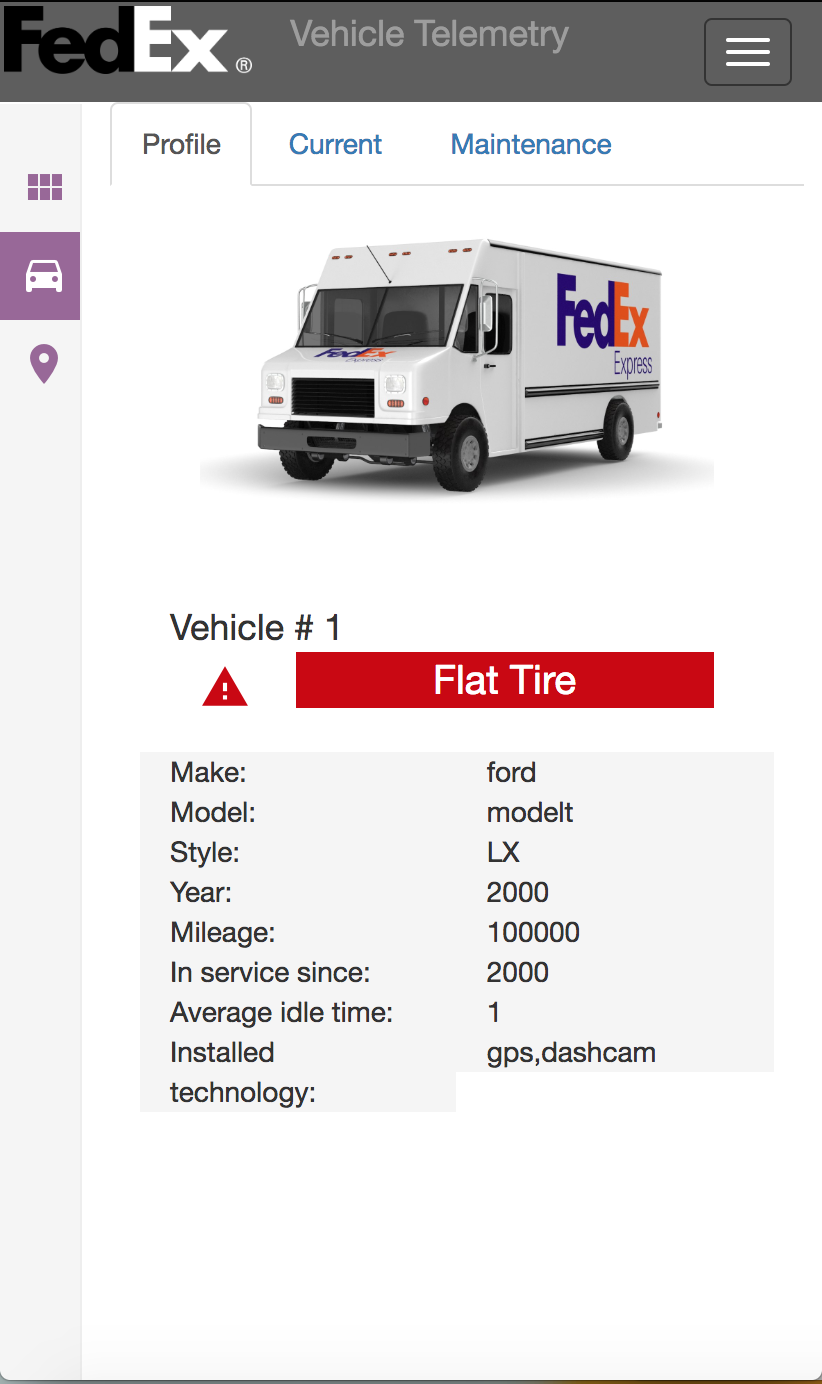 FedEx® Vehicle Telemetry
Profile Current Maintenance
FedEx
Express
FedEx
Express
Vehicle # 1
Flat Tire
Make: ford
Model: modelt
Style: LX
Year: 2000
Mileage: 100000
In service since: 2000
Average idle time: 1
Installed gps,dashcam
technology: